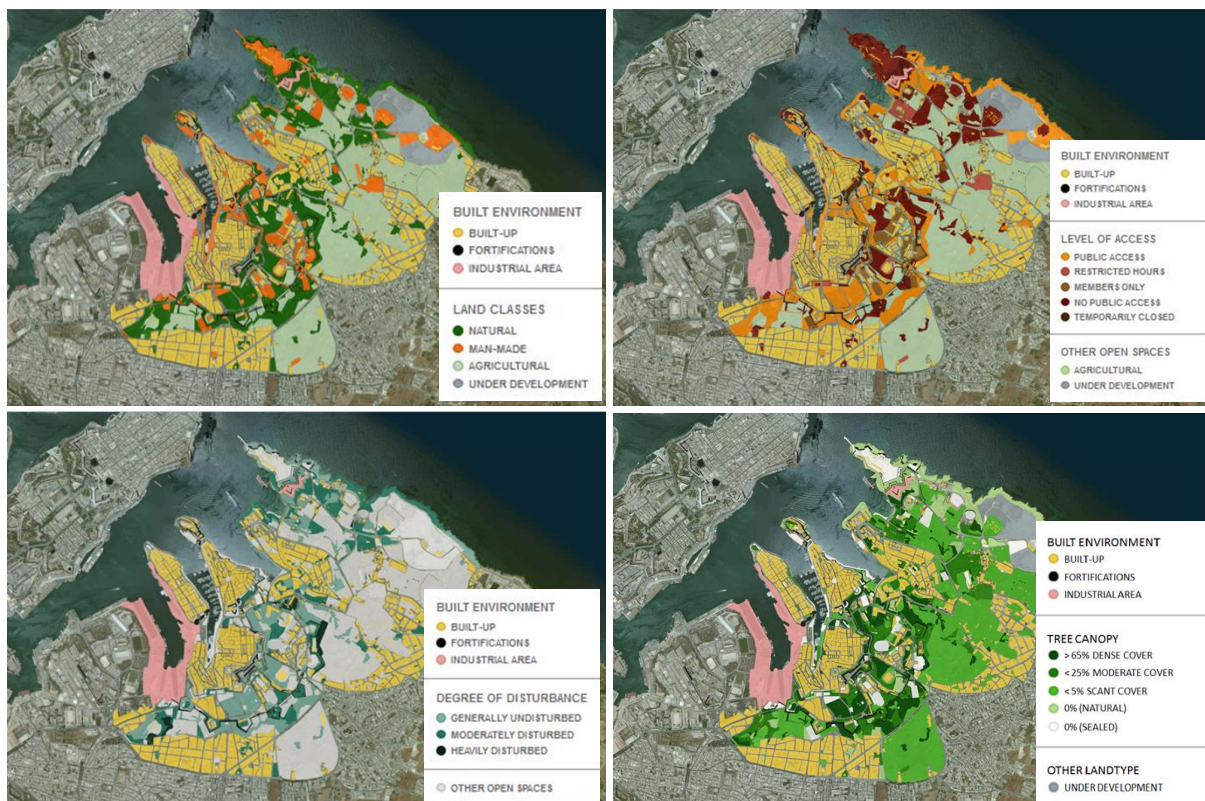 BUILT ENVIRONMENT
BUILT-UP
FORTIFICATIONS
INDUSTRIAL AREA
LAND CLASSES
NATURAL
MAN-MADE
AGRICULTURAL
UNDER DEVELOPMENT
BUILT ENVIRONMENT
BUILT-UP
FORTIFICATIONS
INDUSTRIAL AREA
LEVEL OF ACCESS
PUBLIC ACCESS
RESTRICTED HOURS
MEMBERS ONLY
NO PUBLIC ACCESS
TEMPORARILY CLOSED
OTHER OPEN SPACES
AGRICULTURAL
UNDER DEVELOPMENT
BUILT ENVIRONMENT
BUILT-UP
FORTIFICATIONS
INDUSTRIAL AREA
DEGREE OF DISTURBANCE
GENERALLY UNDISTURBED
MODERATELY DISTURBED
HEAVILY DISTURBED
OTHER OPEN SPACES
BUILT ENVIRONMENT
BUILT-UP
FORTIFICATIONS
INDUSTRIAL AREA
TREE CANOPY
>65% DENSE COVER
<25% MODERATE COVER
<5% SCANT COVER
0% (NATURAL)
0% (SEALED)
OTHER LANDTYPE
UNDER DEVELOPMENT